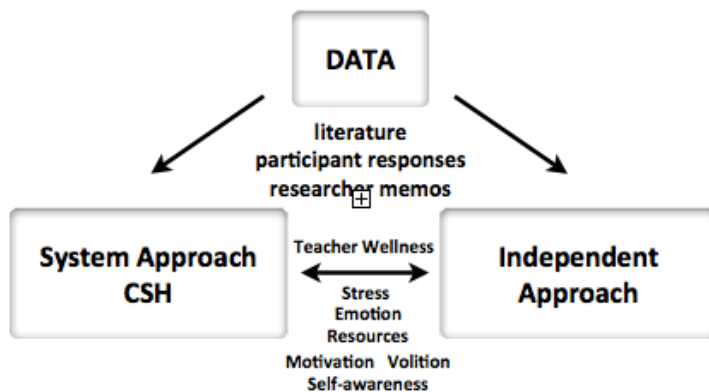 DATA
literature
participant responses
researcher memos
System Approach
CSH
Teacher Wellness
Stress
Emotion
Resources
Motivation Volition
Self-awareness
Independent
Approach